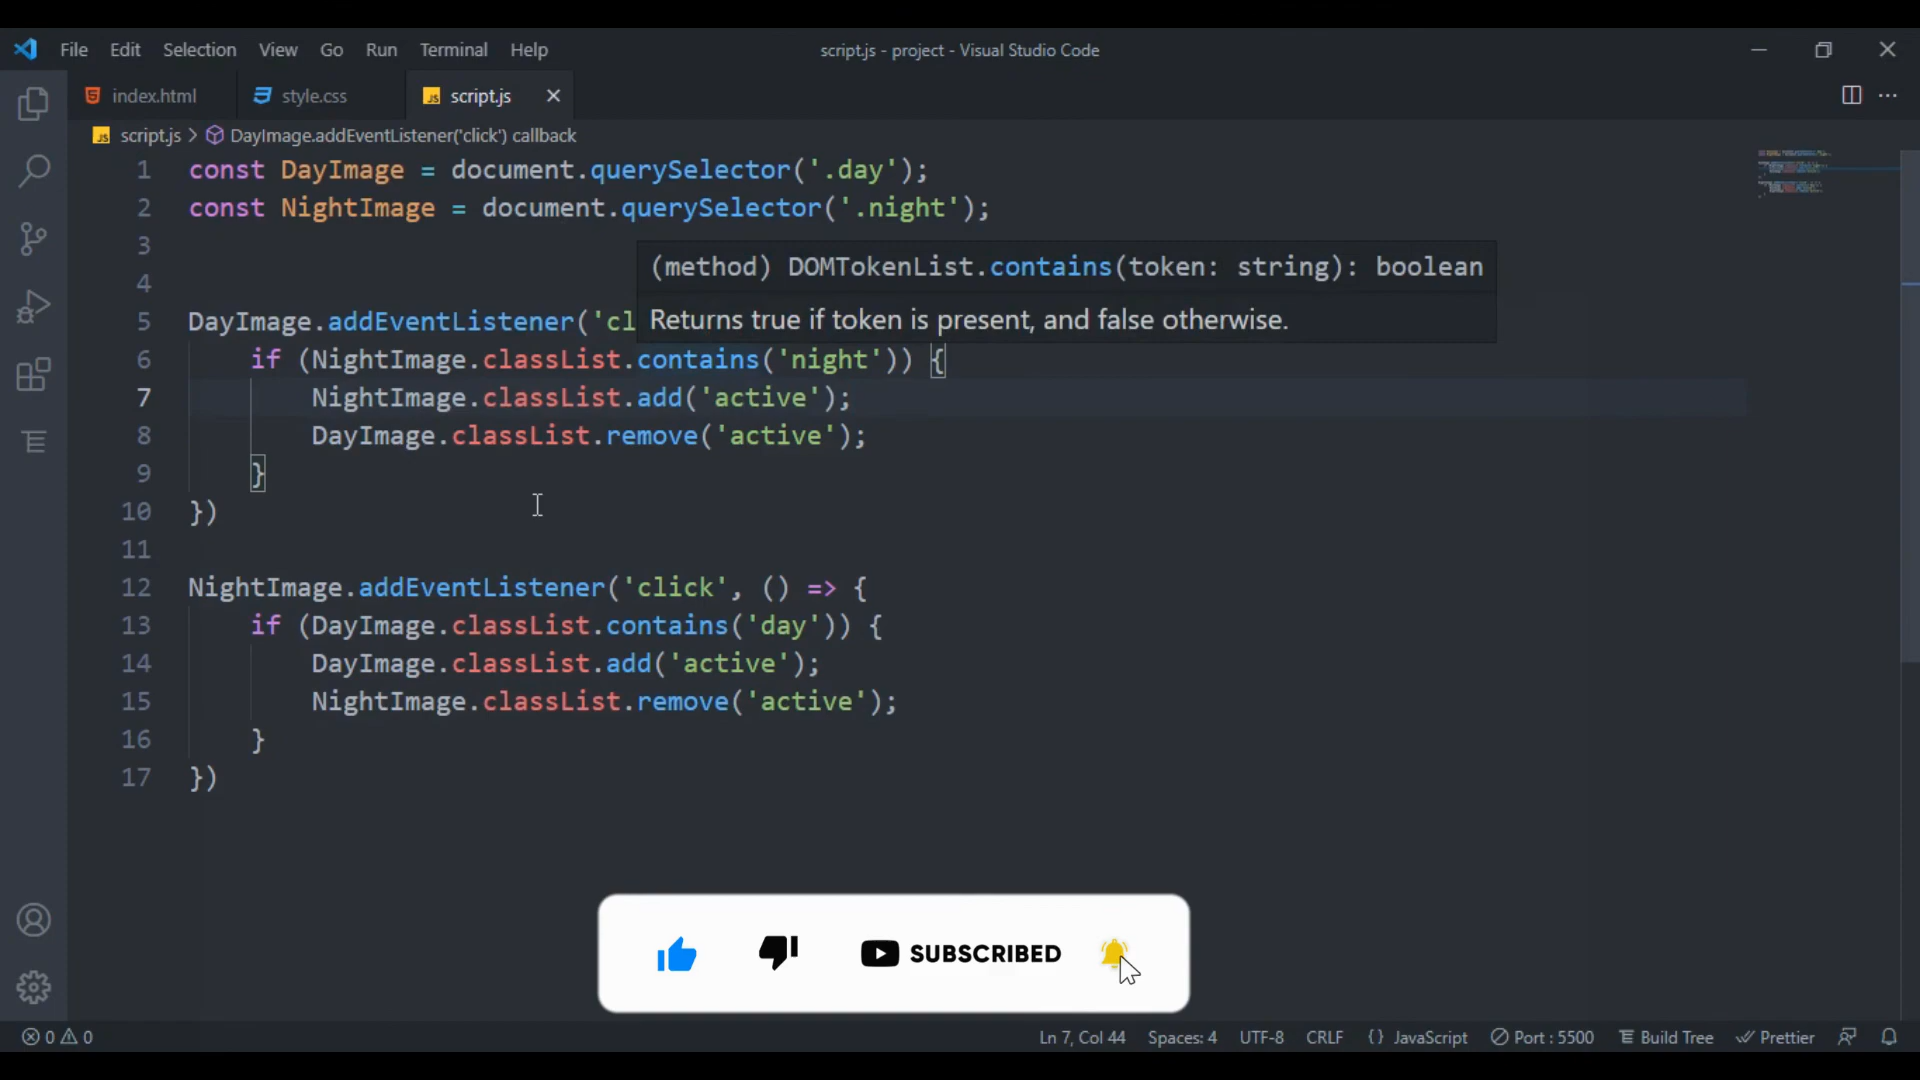 File Edit Selection View Go Run Terminal Help script.js - project - Visual Studio Code
index.html style.css JS script.js
JS script.js > DayImage.addEventListener('click') callback
1 const DayImage = document.querySelector('.day');
2 const NightImage = document.querySelector('.night');
3
(method) DOMTokenList.contains(token: string): boolean
4
5 DayImage.addEventListener('cl
Returns true if token is present, and false otherwise.
6 if (NightImage.classList.contains('night')) {
7 NightImage.classList.add('active');
8 DayImage.classList.remove('active');
9 }
10 })
11
12 NightImage.addEventListener('click', () => {
13 if (DayImage.classList.contains('day')) {
14 DayImage.classList.add('active');
15 NightImage.classList.remove('active');
16 }
17 })
SUBSCRIBED
0 0 Ln 7, Col 44 Spaces: 4 UTF-8 CRLF {} JavaScript Port : 5500 Build Tree Prettier